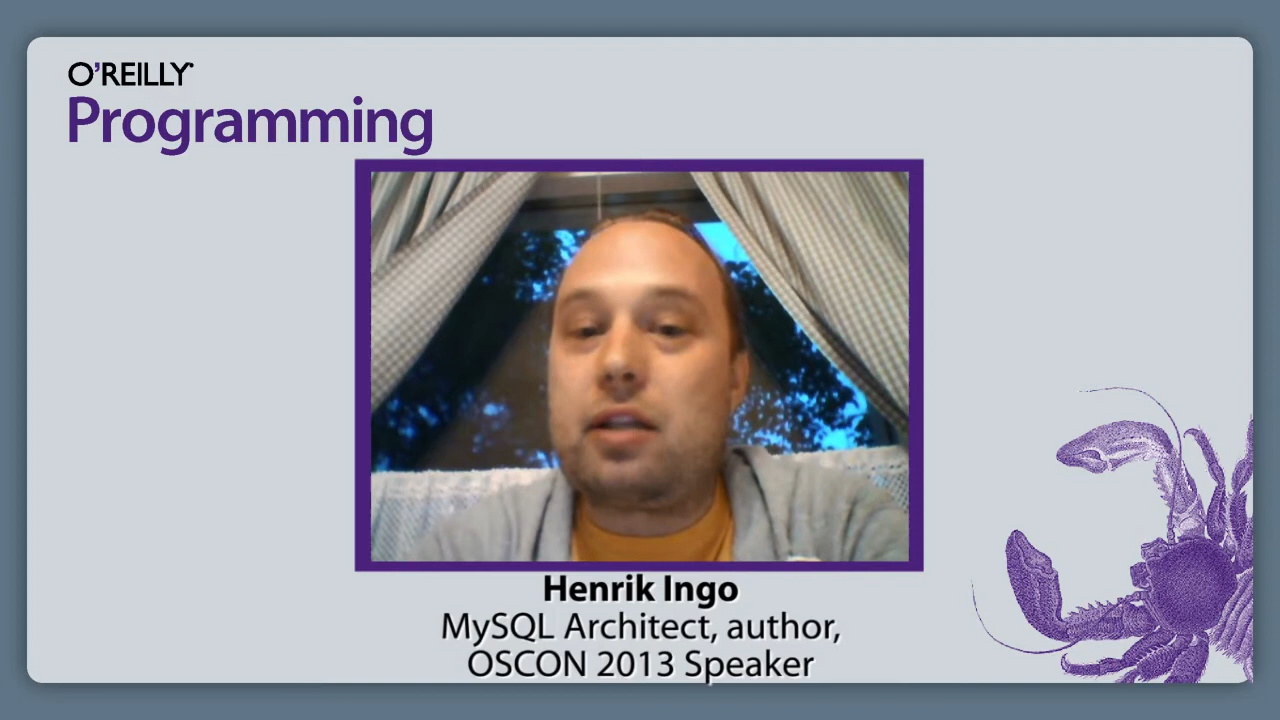 O'REILLY®
Programming
Henrik Ingo
MySQL Architect, author,
OSCON 2013 Speaker